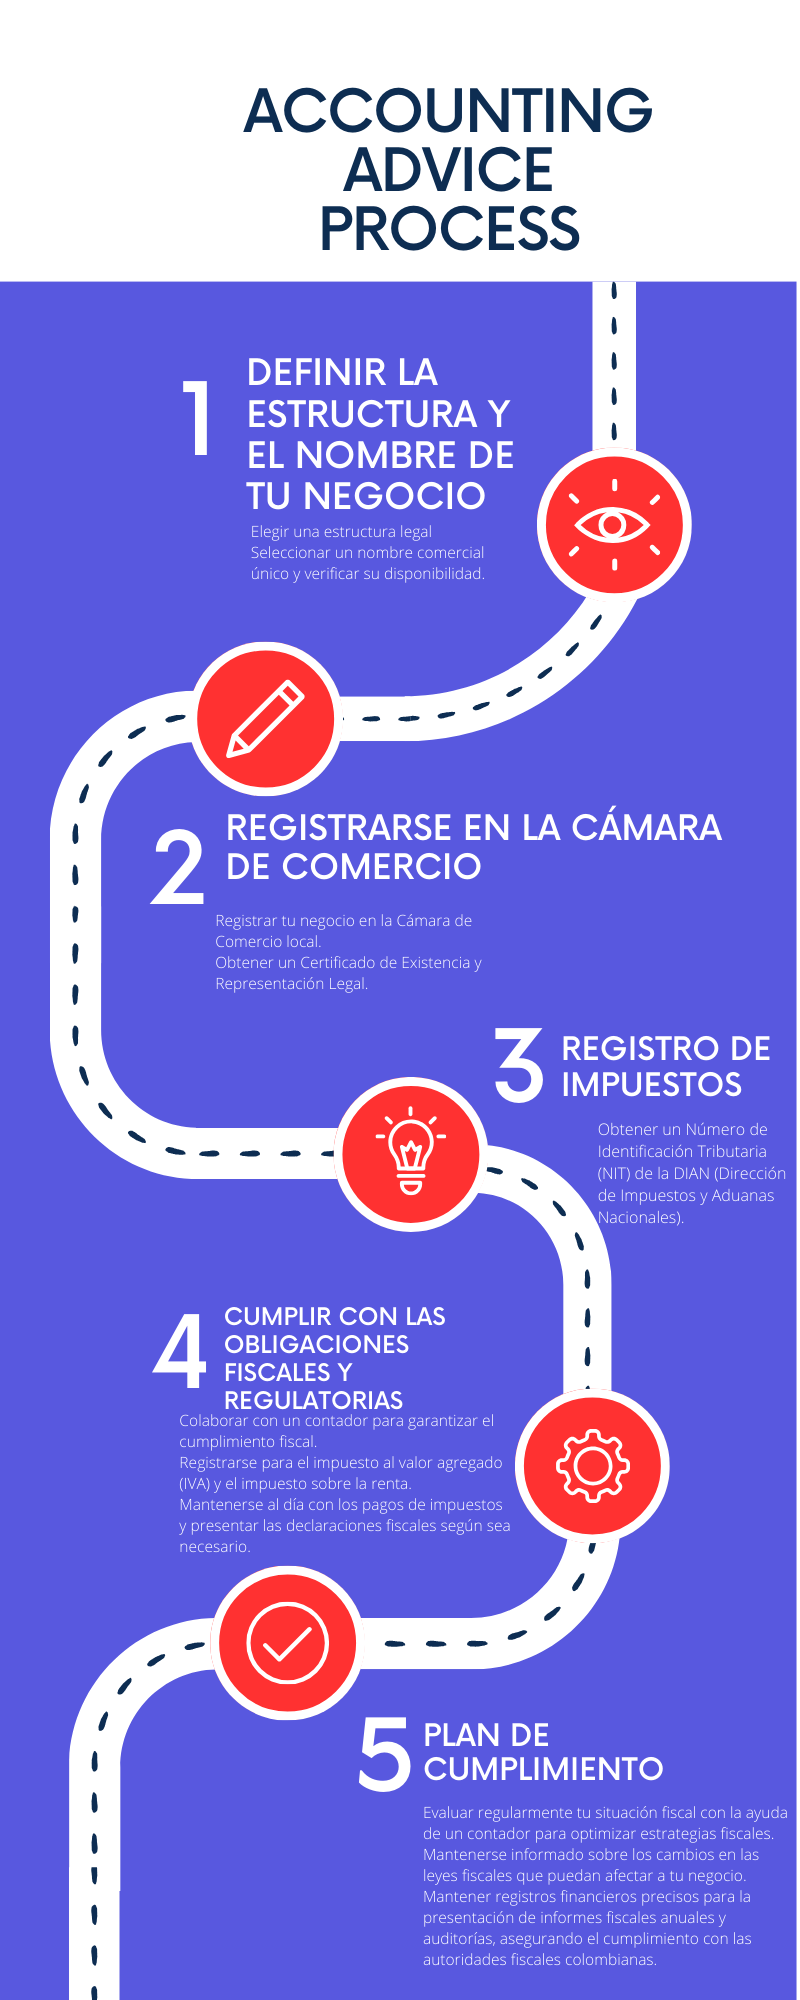 ACCOUNTING
ADVICE
PROCESS
1
DEFINIR LA
ESTRUCTURA Y
EL NOMBRE DE
TU NEGOCIO
Elegir una estructura legal
Seleccionar un nombre comercial
único y verificar su disponibilidad.
2
REGISTRARSE EN LA CÁMARA
DE COMERCIO
Registrar tu negocio en la Cámara de
Comercio local.
Obtener un Certificado de Existencia y
Representación Legal.
3
REGISTRO DE
IMPUESTOS
Obtener un Número de
Identificación Tributaria
(NIT) de la DIAN (Dirección
de Impuestos y Aduanas
Nacionales).
4
CUMPLIR CON LAS
OBLIGACIONES
FISCALES Y
REGULATORIAS
Colaborar con un contador para garantizar el
cumplimiento fiscal.
Registrarse para el impuesto al valor agregado
(IVA) y el impuesto sobre la renta.
Mantenerse al día con los pagos de impuestos
y presentar las declaraciones fiscales según sea
necesario.
5
PLAN DE
CUMPLIMIENTO
Evaluar regularmente tu situación fiscal con la ayuda
de un contador para optimizar estrategias fiscales.
Mantenerse informado sobre los cambios en las
leyes fiscales que puedan afectar a tu negocio.
Mantener registros financieros precisos para la
presentación de informes fiscales anuales y
auditorías, asegurando el cumplimiento con las
autoridades fiscales colombianas.